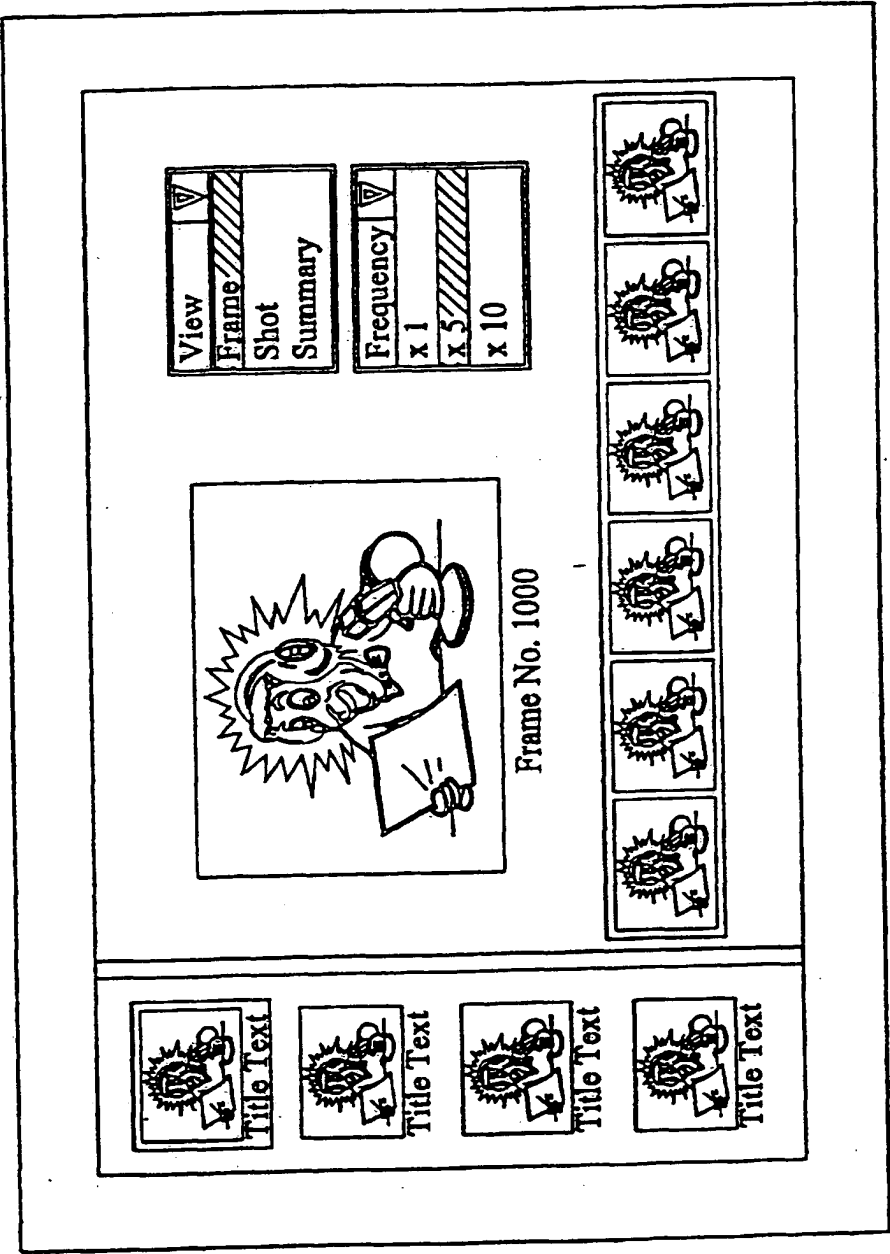 Title Text
Title Text
Title Text
Title Text
Frame No. 1000
View
Frame
Shot
Summary
Frequency
x 1
x 5
x 10